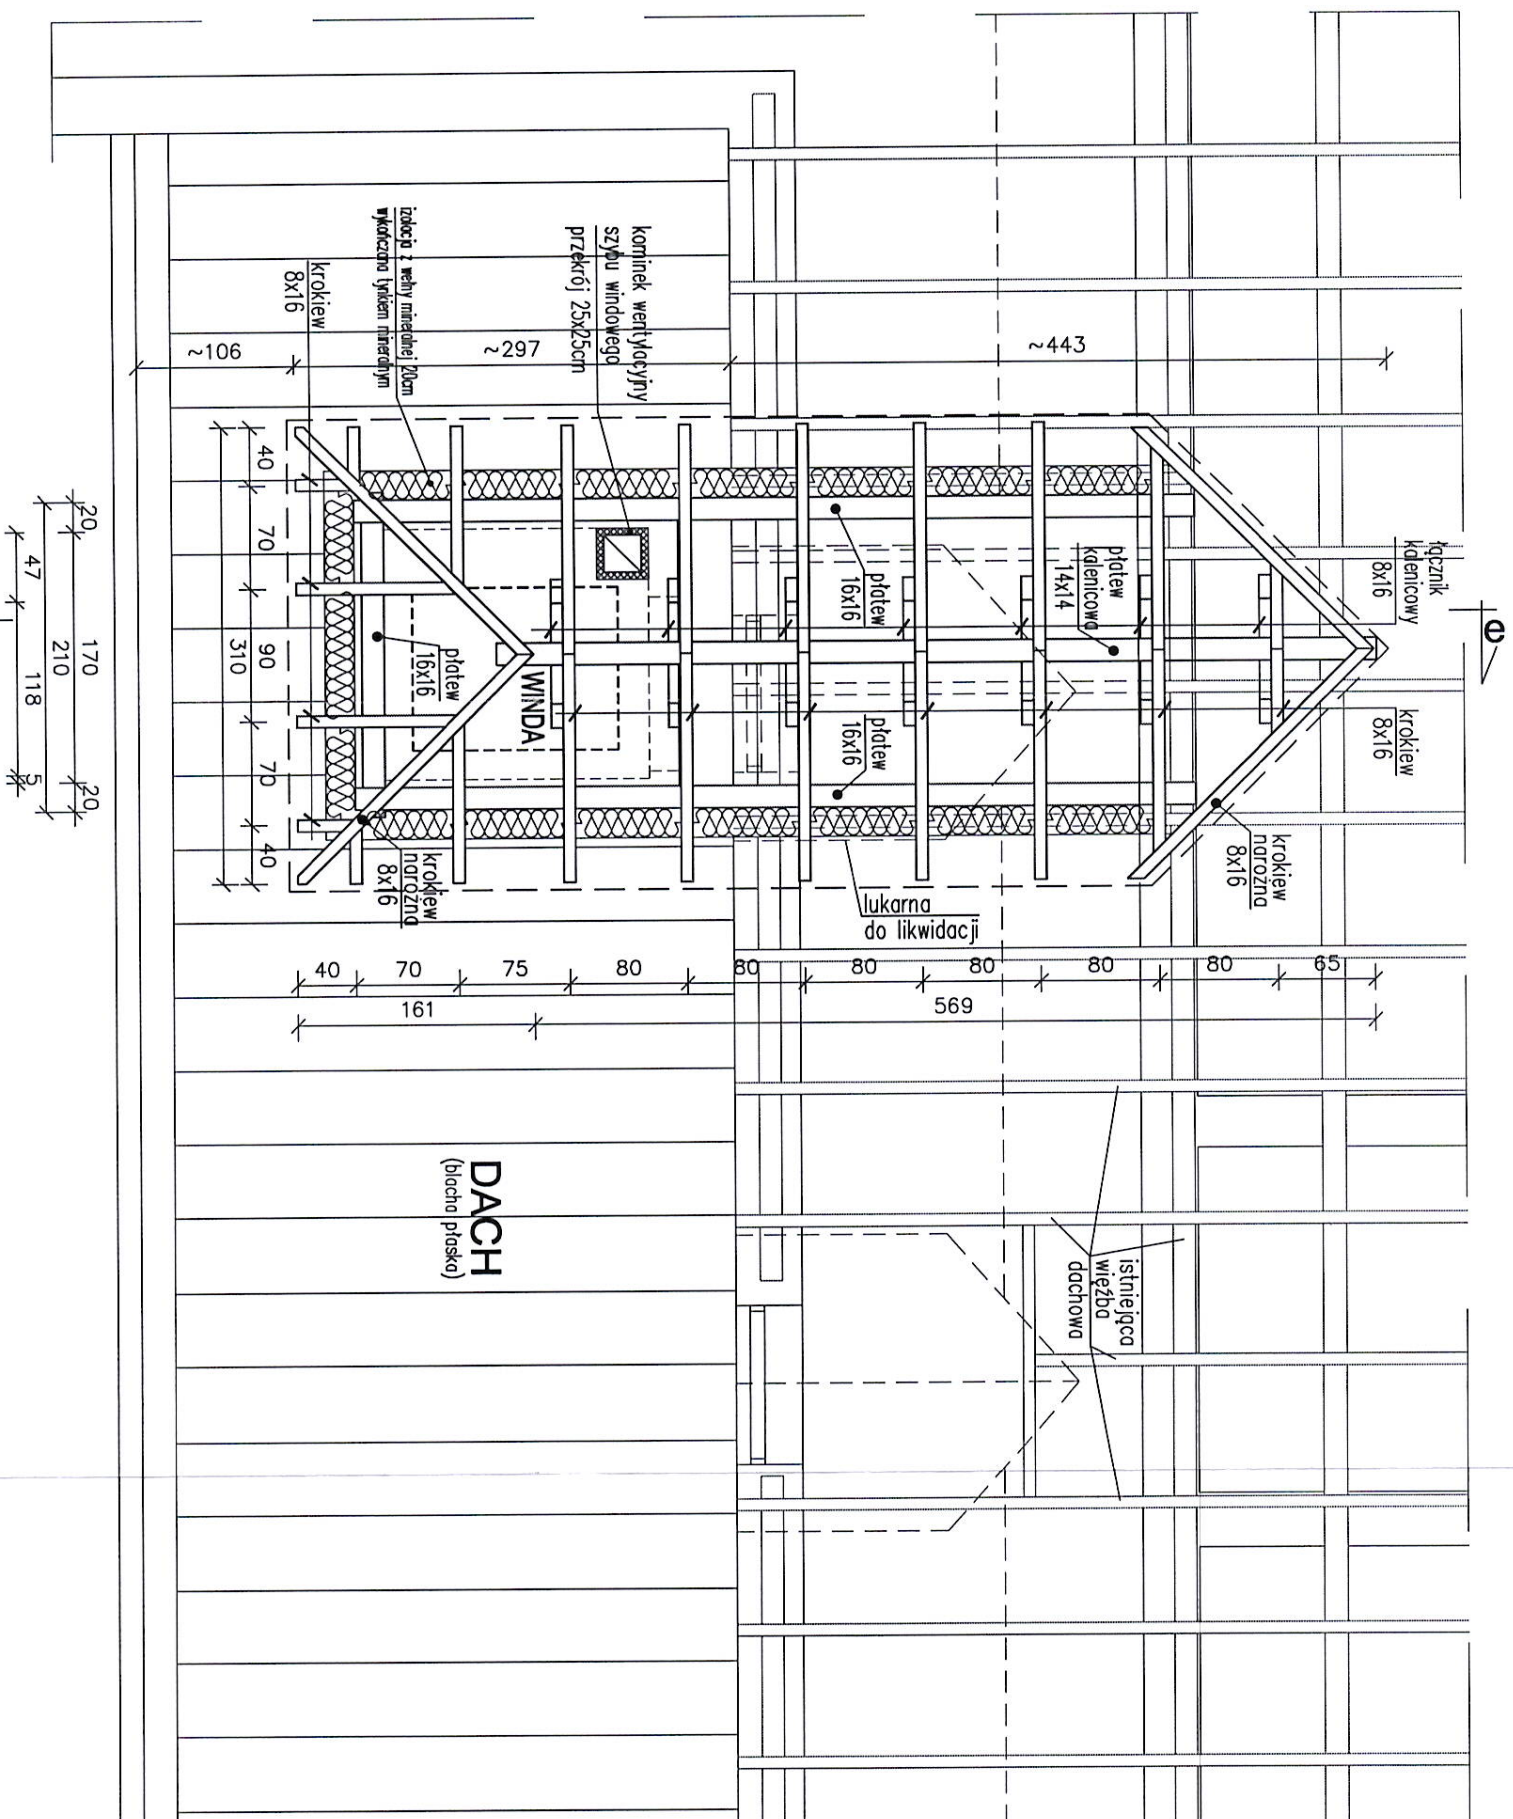 e
łącznik
kalenicowy
8x16
krokiew
8x16
płatew
kalenicowa
14x14
krokiew
narożna
8x16
płatew
16x16
płatew
16x16
lukarna
do likwidacji
kominek wentylacyjny
szybu windowego
przekrój 25x25cm
izolacja z wełny mineralnej 20cm
wykończona tynkiem mineralnym
krokiew
8x16
płatew
16x16
WINDA
krokiew
narożna
8x16
istniejąca
więźba
dachowa
DACH
(blacha płaska)
~106
~297
~443
40
70
75
80
80
80
80
80
80
65
161
569
40
70
90
70
40
310
20
170
20
210
47
118
5